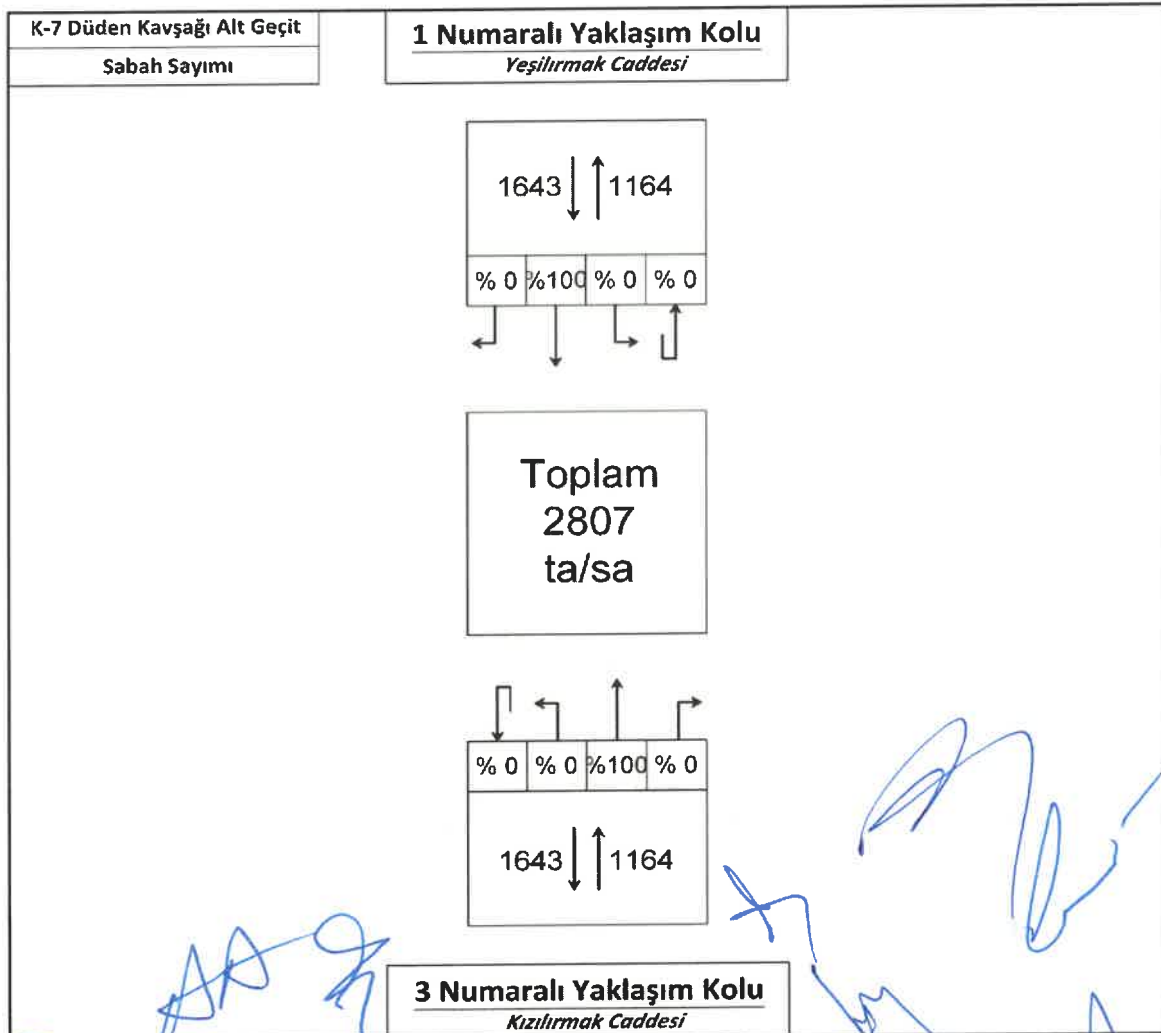 K-7 Düden Kavşağı Alt Geçit
Sabah Sayımı
1 Numaralı Yaklaşım Kolu
Yeşilırmak Caddesi
1643 1164
% 0 %100 % 0 % 0
Toplam
2807
ta/sa
% 0 % 0 %100 % 0
1643 1164
3 Numaralı Yaklaşım Kolu
Kızılırmak Caddesi